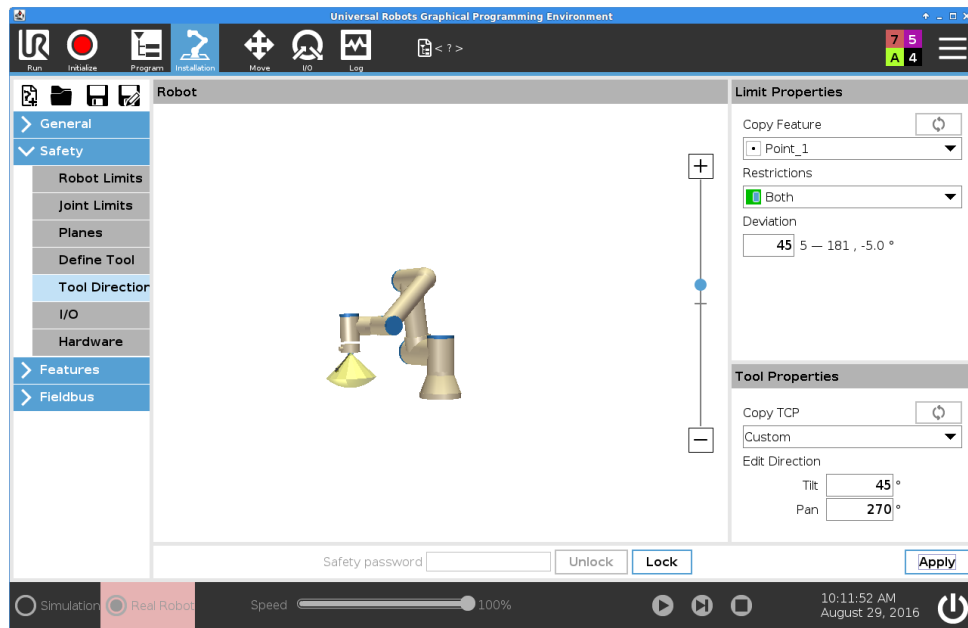 Universal Robots Graphical Programming Environment
Run
Initialize
Program
Installation
Move
I/O
Log
< ? >
7 5
A 4
General
Safety
Robot Limits
Joint Limits
Planes
Define Tool
Tool Direction
I/O
Hardware
Features
Fieldbus
Robot
Limit Properties
Copy Feature
Point_1
Restrictions
Both
Deviation
45 5 — 181 , -5.0 °
Tool Properties
Copy TCP
Custom
Edit Direction
Tilt 45 °
Pan 270 °
Safety password Unlock Lock Apply
Simulation Real Robot Speed 100%
10:11:52 AM
August 29, 2016